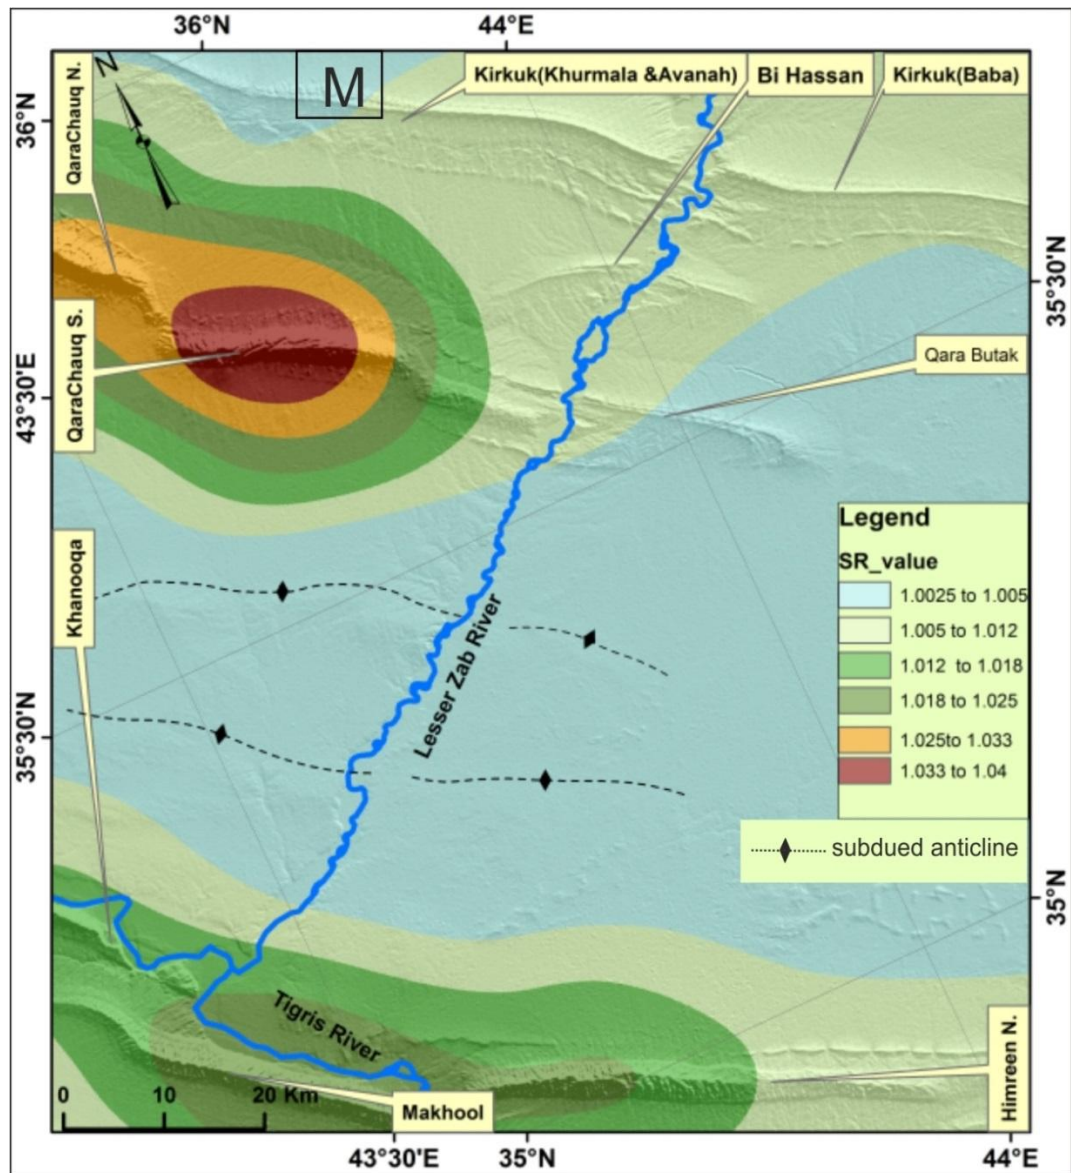 36°N
44°E
N
M
QaraChauq N.
Kirkuk(Khurmala &Avanah)
Bi Hassan
Kirkuk(Baba)
36°N
35°30'N
QaraChauq S.
Qara Butak
43°30'E
Legend
SR_value
1.0025 to 1.005
1.005 to 1.012
1.012 to 1.018
1.018 to 1.025
1.025to 1.033
1.033 to 1.04
subdued anticline
Khanooqa
Lesser Zab River
35°30'N
35°N
Tigris River
Himreen N.
0 10 20 Km
Makhool
43°30'E
35°N
44°E